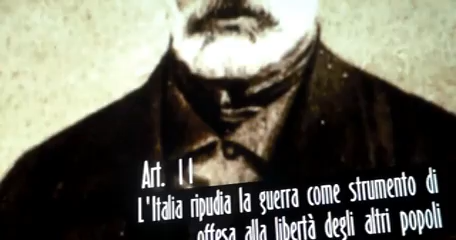 Art. 11
L'Italia ripudia la guerra come strumento di
offesa alla libertà degli altri popoli